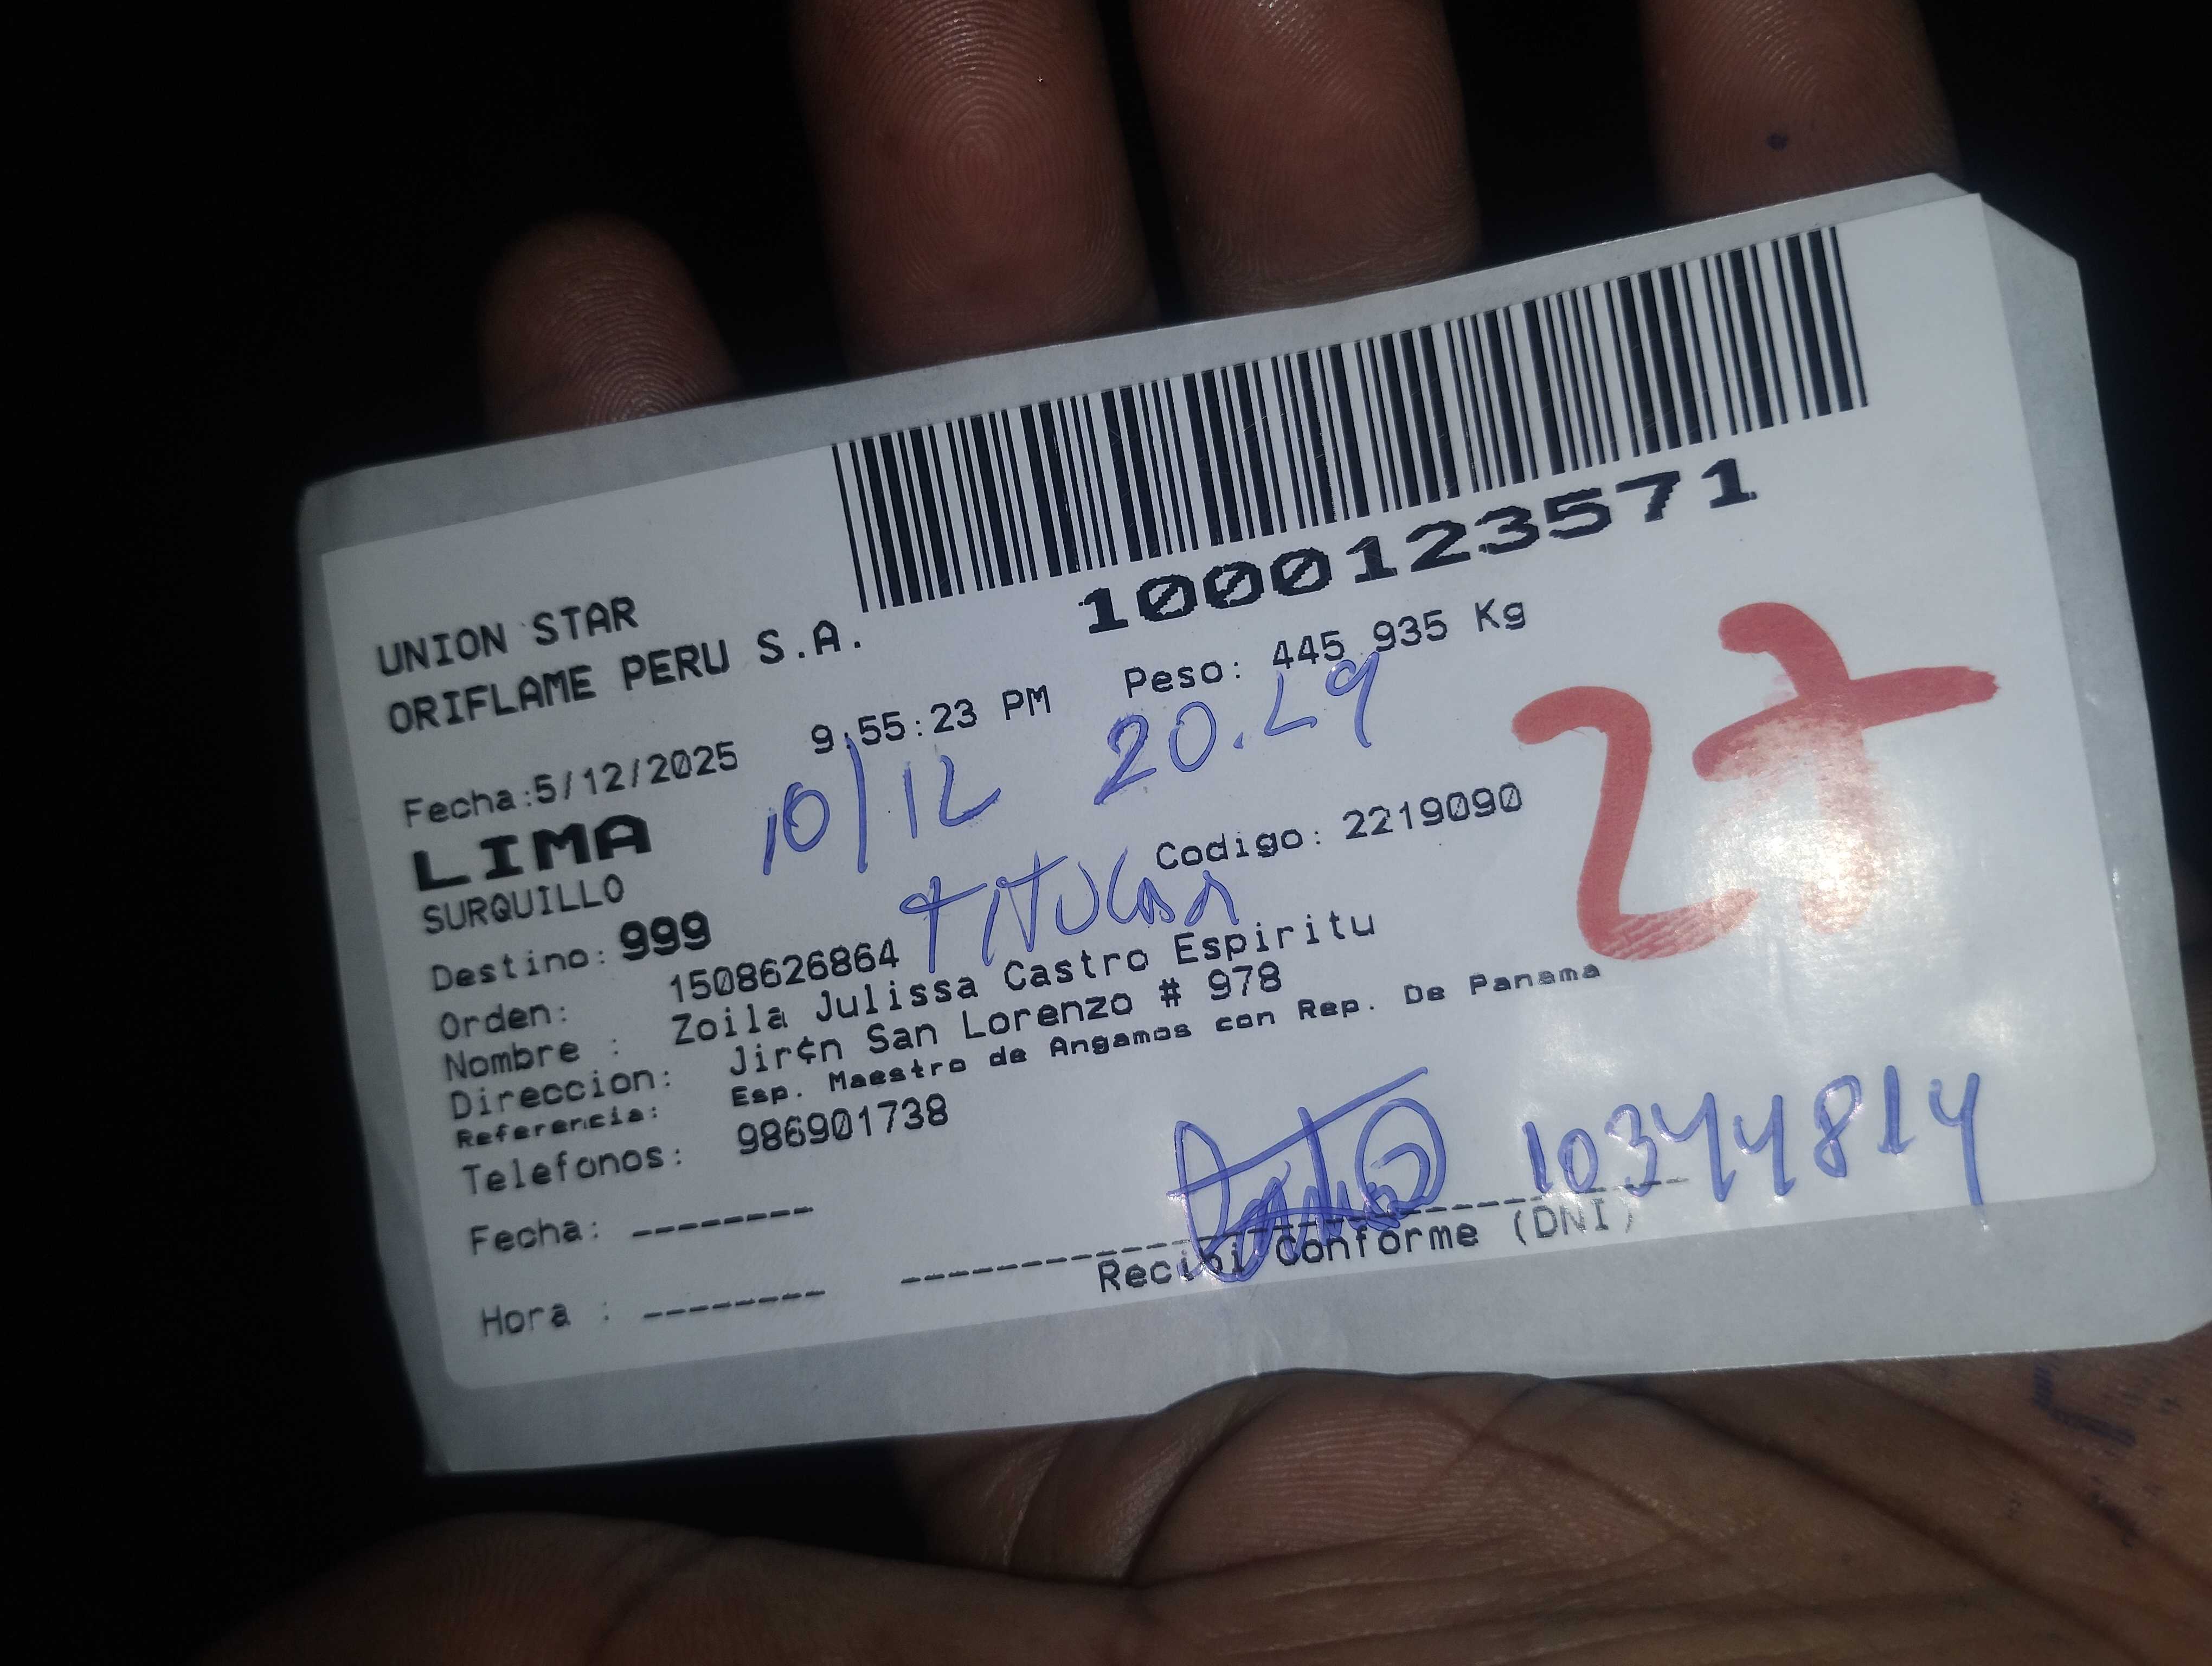 1000123571
UNION STAR
ORIFLAME PERU S.A.
Peso: 445.935 Kg
Fecha:5/12/2025 9:55:23 PM
10/12 20.29
27
LIMA
SURQUILLO
Codigo: 2219090
TITULAR
Destino: 999
Orden: 1508626864
Nombre : Zoila Julissa Castro Espiritu
Direccion: Jir¢n San Lorenzo # 978
Referencia: Esp. Maestro de Angamos con Rep. De Panama
Telefonos: 986901738
10344814
Fecha: --------
Recibi Conforme (DNI)
Hora : --------